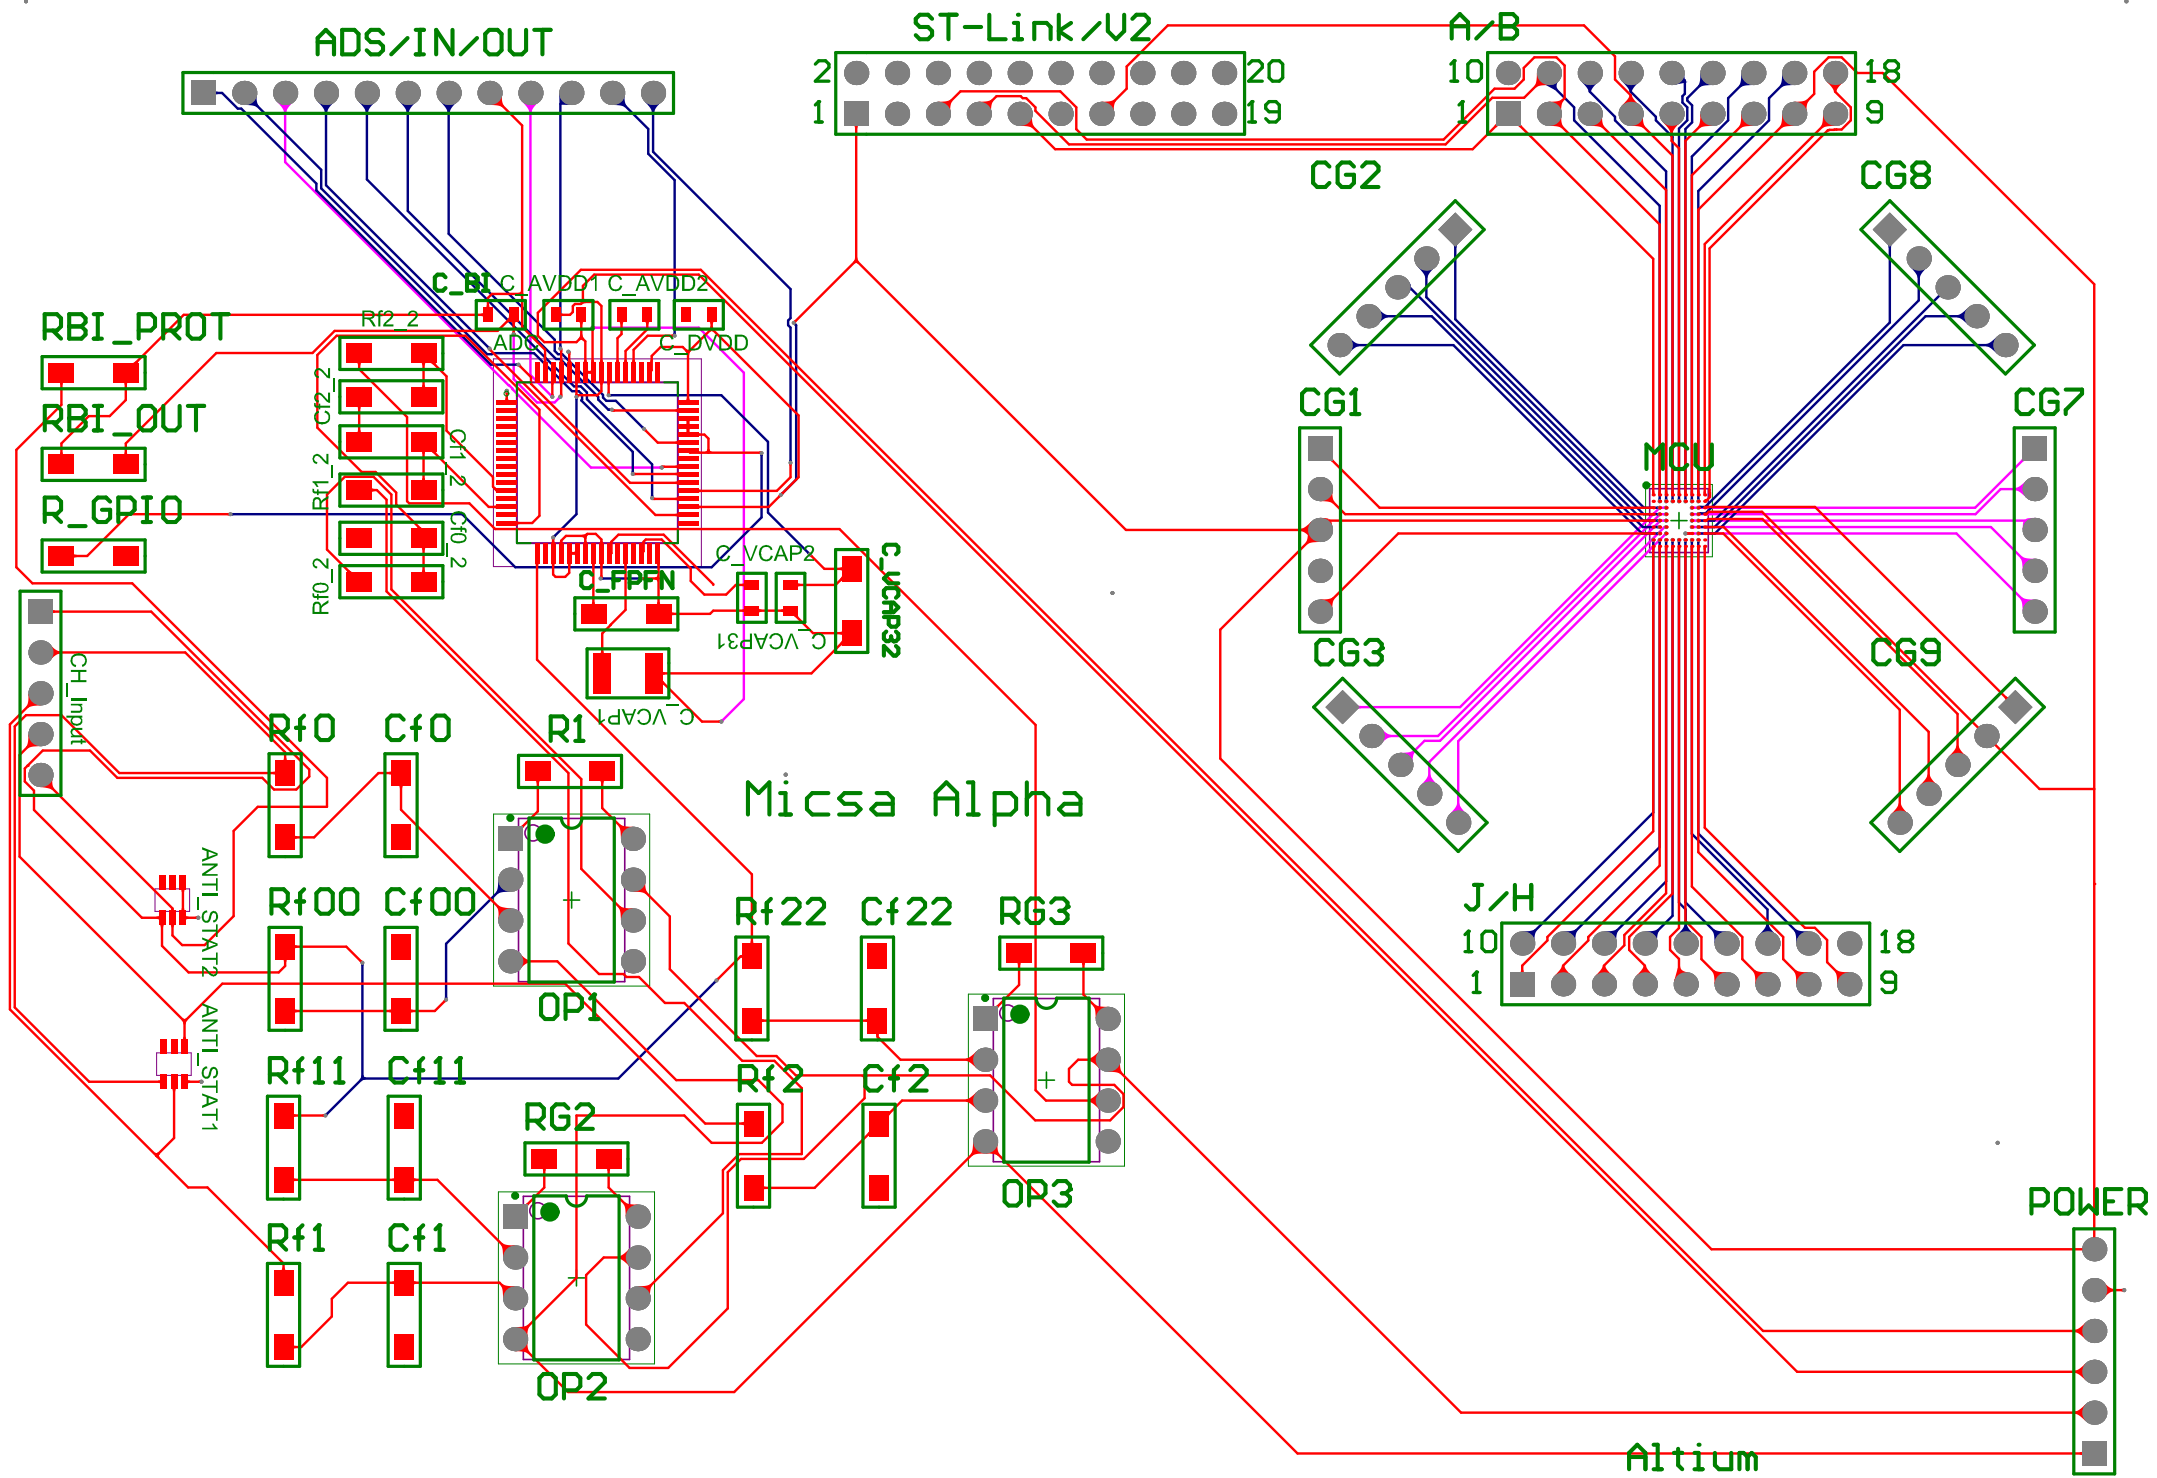 ADS/IN/OUT
ST-Link/V2
A/B
2
20
10
18
1
19
1
9
CG2
CG8
C_BI
C_AVDD1
C_AVDD2
RBI_PROT
Rf2_2
ADC
C_DVDD
Cf2_2
CG1
CG7
RBI_OUT
Cf1_2
MCU
Rf1_2
R_GPIO
Cf0_2
C_VCAP2
C_VCAP32
Rf0_2
C_FPFN
C_VCAP31
CG3
CG9
CH_Input
C_VCAP1
Rf0
Cf0
R1
Micsa Alpha
ANTI_STAT2
Rf00
Cf00
Rf22
Cf22
RG3
J/H
10
18
1
9
OP1
ANTI_STAT1
Rf11
Cf11
Rf2
Cf2
RG2
OP3
POWER
Rf1
Cf1
OP2
Altium